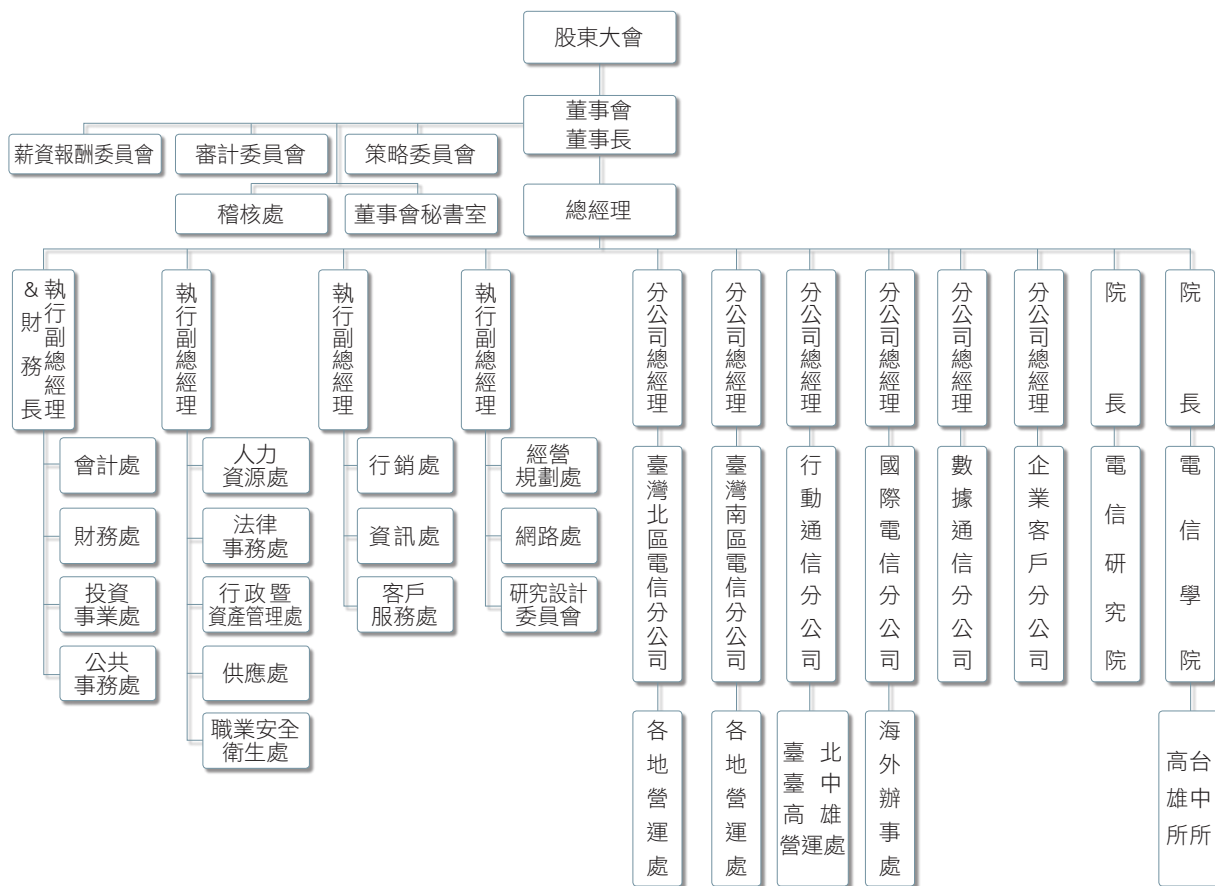 股東大會
董事會
董事長
薪資報酬委員會
審計委員會
策略委員會
稽核處
董事會秘書室
總經理
執行副總經理
&財務長
執行副總經理
執行副總經理
執行副總經理
分公司總經理
分公司總經理
分公司總經理
分公司總經理
分公司總經理
分公司總經理
院長
院長
會計處
財務處
投資
事業處
公共
事務處
人力
資源處
法律
事務處
行政暨
資產管理處
供應處
職業安全
衛生處
行銷處
資訊處
客戶
服務處
經營
規劃處
網路處
研究設計
委員會
臺灣北區電信分公司
臺灣南區電信分公司
行動通信分公司
國際電信分公司
數據通信分公司
企業客戶分公司
電信研究院
電信學院
各地營運處
各地營運處
臺北
臺中
高雄
營運處
海外辦事處
台中所
高雄所